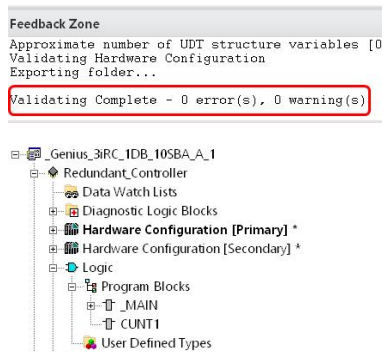 Feedback Zone
Approximate number of UDT structure variables [0
Validating Hardware Configuration
Exporting folder...
Validating Complete - 0 error(s), 0 warning(s)
_Genius_3iRC_1DB_10SBA_A_1
Redundant_Controller
Data Watch Lists
Diagnostic Logic Blocks
Hardware Configuration [Primary] *
Hardware Configuration [Secondary] *
Logic
Program Blocks
_MAIN
CUNT1
User Defined Types